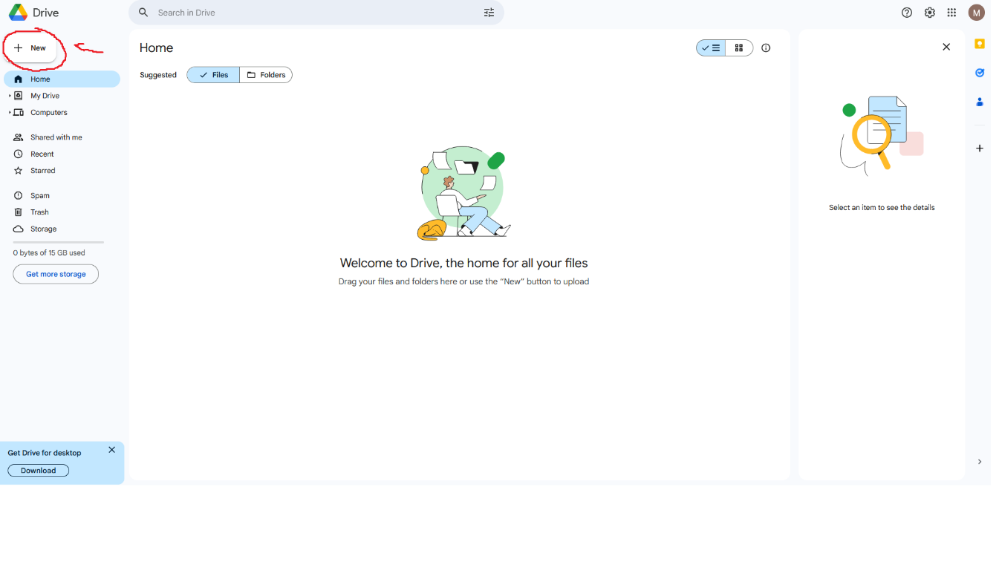 Drive
Search in Drive
M
New
Home
My Drive
Computers
Shared with me
Recent
Starred
Spam
Trash
Storage
0 bytes of 15 GB used
Get more storage
Get Drive for desktop
Download
Home
Suggested
Files
Folders
Welcome to Drive, the home for all your files
Drag your files and folders here or use the “New” button to upload
Select an item to see the details